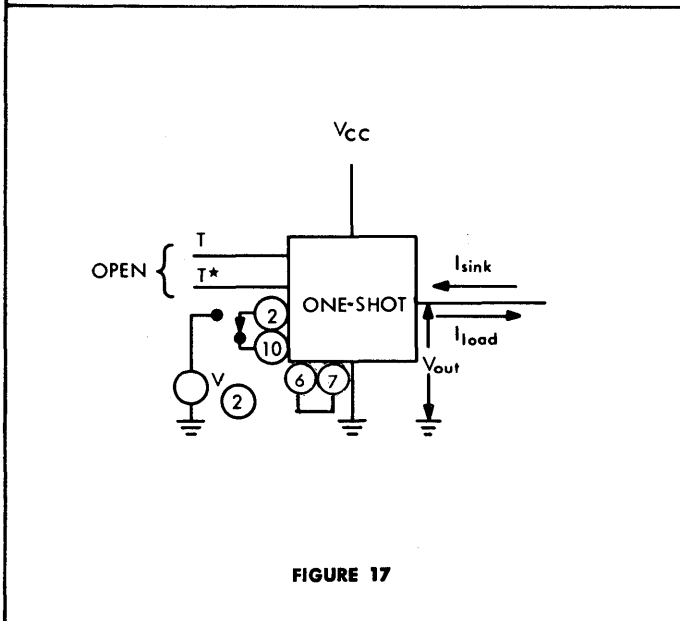 VCC
T
OPEN
T*
Isink
2
ONE-SHOT
10
Iload
Vout
V 2
6 7
FIGURE 17